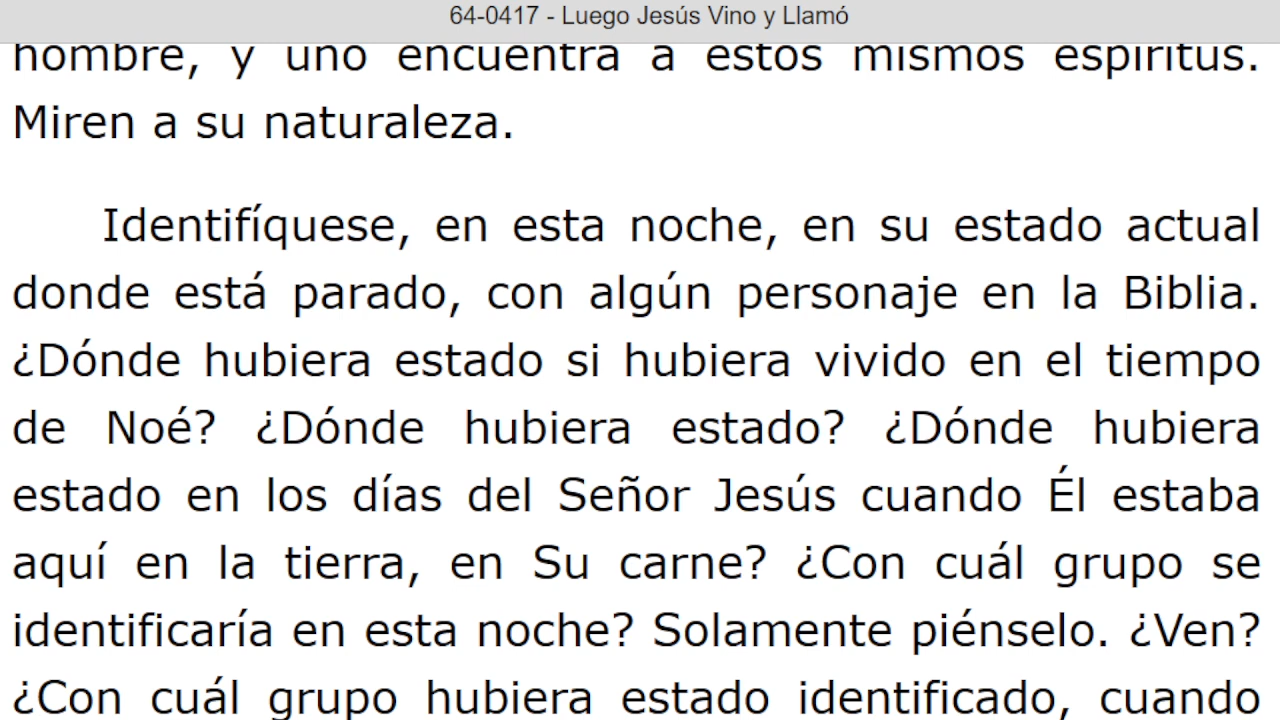 64-0417 - Luego Jesús Vino y Llamó
hombre, y uno encuentra a estos mismos espíritus.
Miren a su naturaleza.
Identifíquese, en esta noche, en su estado actual
donde está parado, con algún personaje en la Biblia.
¿Dónde hubiera estado si hubiera vivido en el tiempo
de Noé? ¿Dónde hubiera estado? ¿Dónde hubiera
estado en los días del Señor Jesús cuando Él estaba
aquí en la tierra, en Su carne? ¿Con cuál grupo se
identificaría en esta noche? Solamente piénselo. ¿Ven?
¿Con cuál grupo hubiera estado identificado, cuando